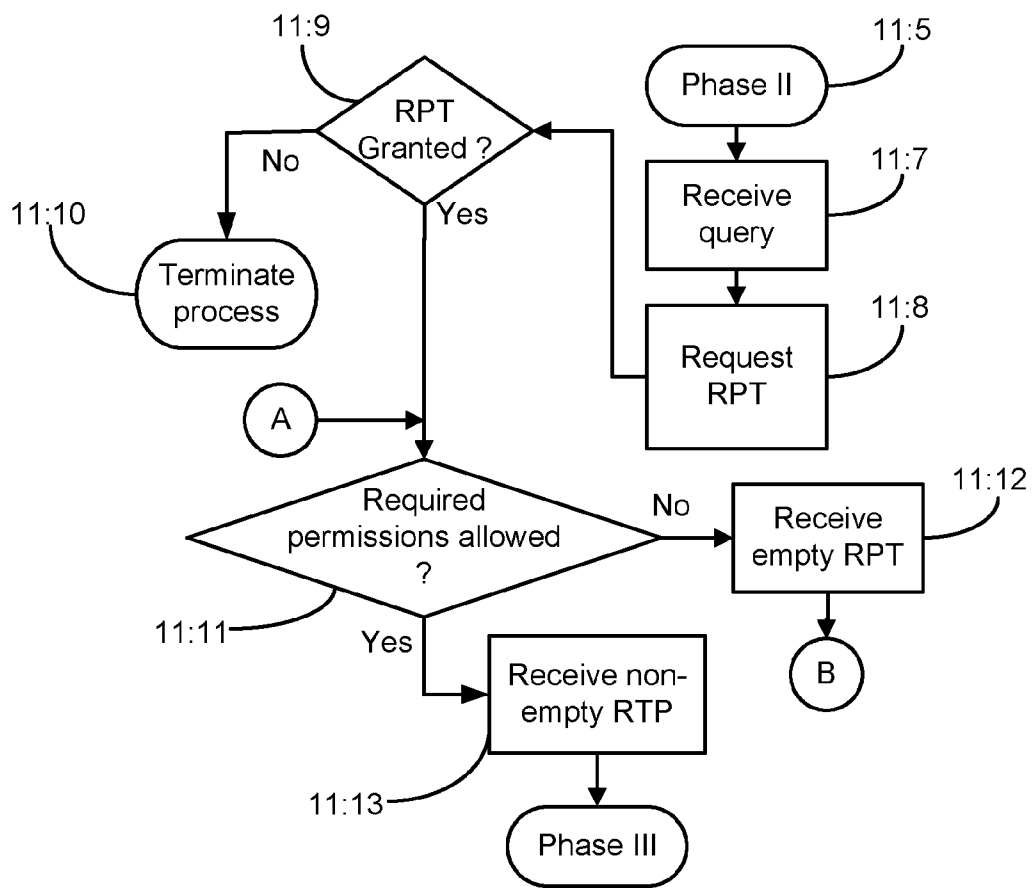 11:9
11:5
Phase II
RPT
Granted ?
No
11:7
Yes
Receive
query
11:10
Terminate
process
11:8
Request
RPT
A
Required
permissions allowed
?
No
11:12
Receive
empty RPT
11:11
Yes
Receive non-
empty RTP
B
11:13
Phase III